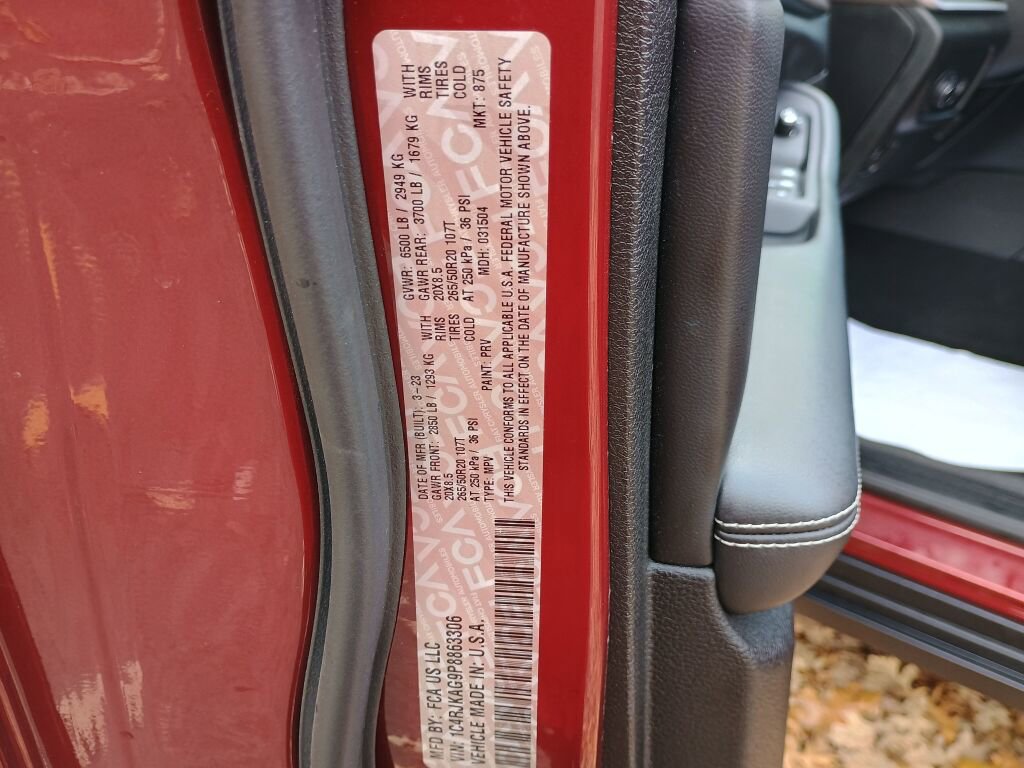 MFD BY: FCA US LLC
VIN: 1C4RJKAG9P8863306
VEHICLE MADE IN: U.S.A.
DATE OF MFR (BUILT): 3-23
GAWR FRONT: 2850 LB / 1293 KG WITH
20X8.5 RIMS
265/50R20 107T TIRES
AT 250 kPa / 36 PSI COLD
TYPE: MPV PAINT: PRV
GVWR: 6500 LB / 2949 KG
GAWR REAR: 3700 LB / 1679 KG WITH
20X8.5 RIMS
265/50R20 107T TIRES
AT 250 kPa / 36 PSI COLD
MDH: 031504 MKT: 875
THIS VEHICLE CONFORMS TO ALL APPLICABLE U.S.A. FEDERAL MOTOR VEHICLE SAFETY
STANDARDS IN EFFECT ON THE DATE OF MANUFACTURE SHOWN ABOVE.